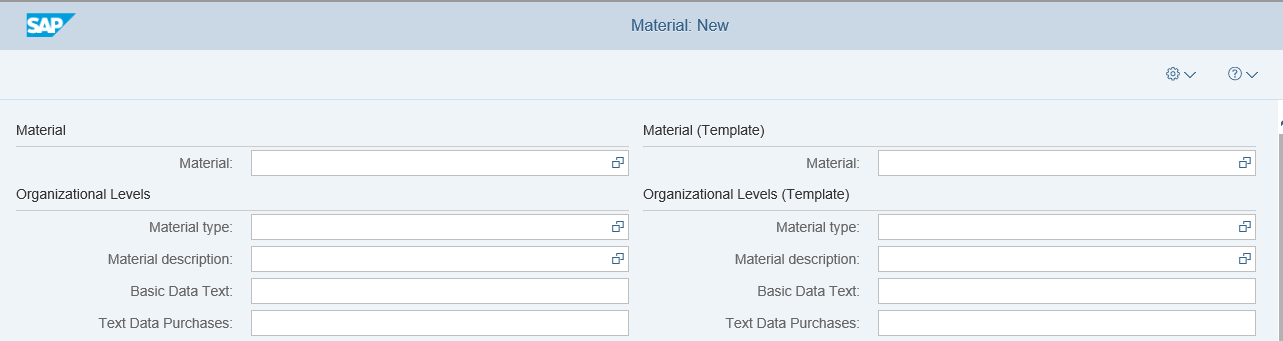 SAP
Material: New
Material
Material (Template)
Material:
Material:
Organizational Levels
Organizational Levels (Template)
Material type:
Material type:
Material description:
Material description:
Basic Data Text:
Basic Data Text:
Text Data Purchases:
Text Data Purchases: